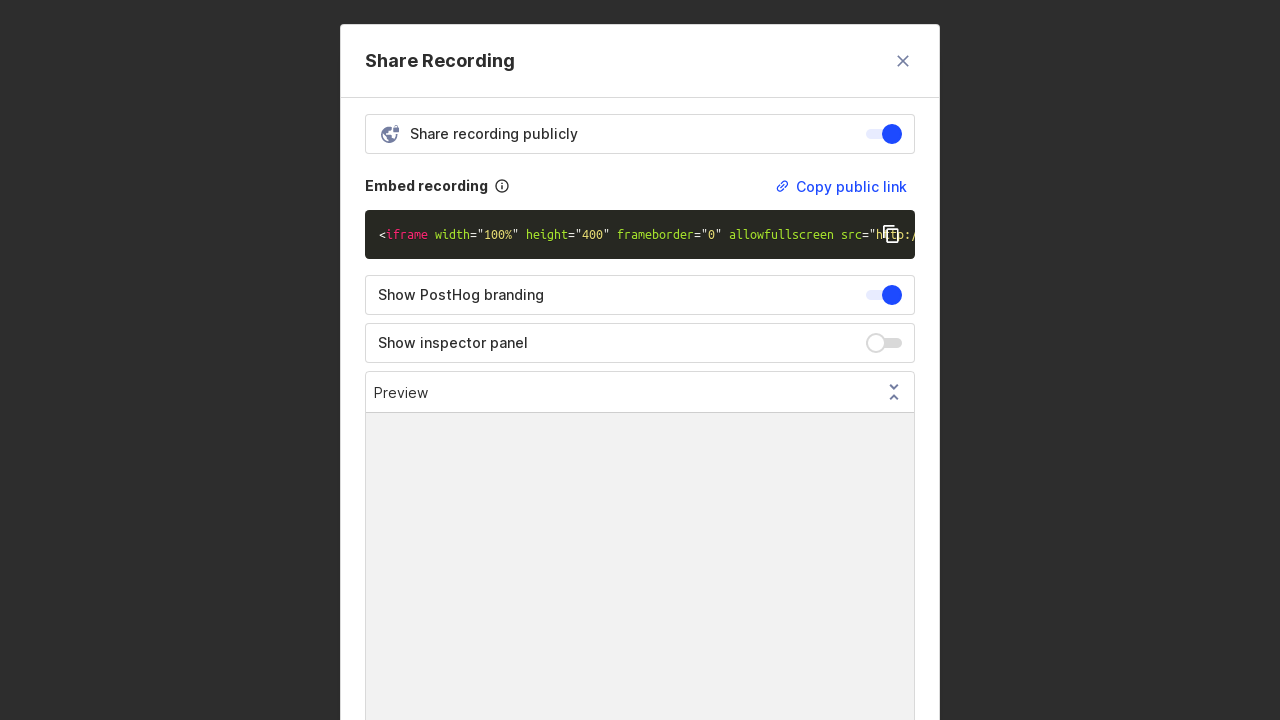 Share Recording
Share recording publicly
Embed recording
Copy public link
<iframe width="100%" height="400" frameborder="0" allowfullscreen src="http:/
Show PostHog branding
Show inspector panel
Preview